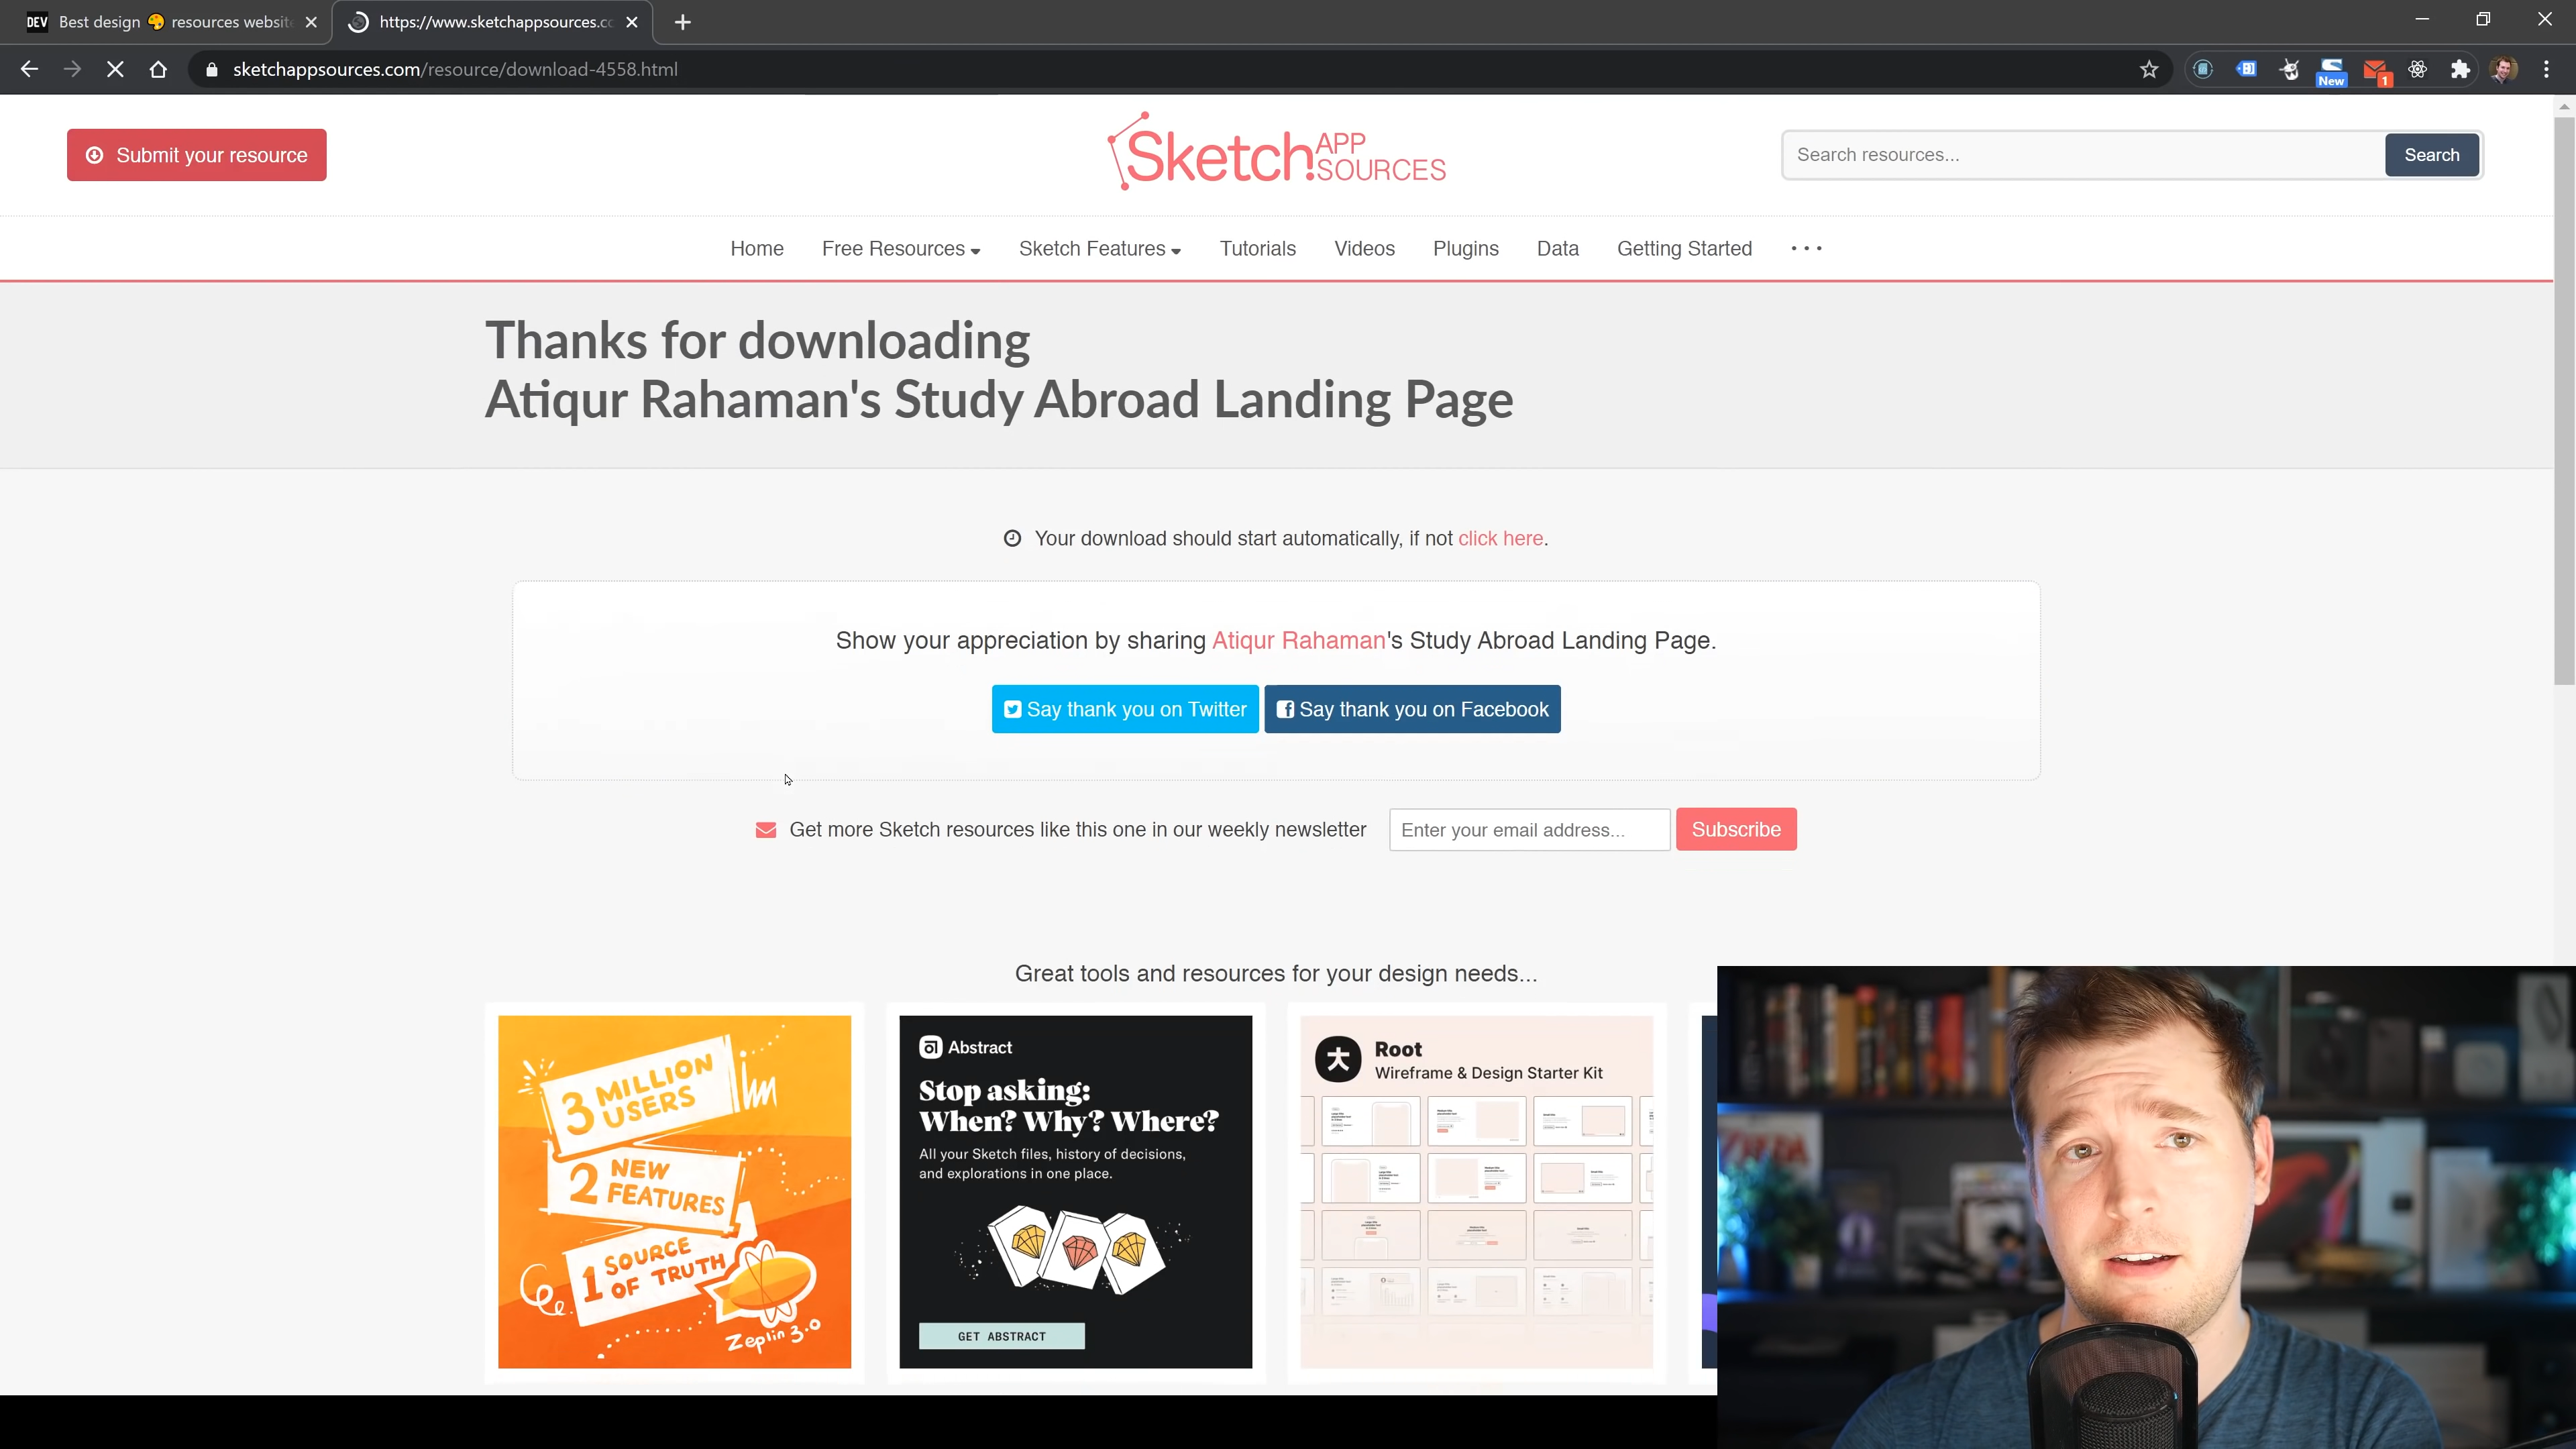 DEV Best design 🎨 resources websit
https://www.sketchappsources.co
sketchappsources.com/resource/download-4558.html
New
1
Submit your resource
Sketch APP SOURCES
Search resources...
Search
Home Free Resources Sketch Features Tutorials Videos Plugins Data Getting Started •••
Thanks for downloading
Atiqur Rahaman's Study Abroad Landing Page
Your download should start automatically, if not click here.
Show your appreciation by sharing Atiqur Rahaman's Study Abroad Landing Page.
Say thank you on Twitter
Say thank you on Facebook
Get more Sketch resources like this one in our weekly newsletter
Enter your email address...
Subscribe
Great tools and resources for your design needs...
3 MILLION USERS
2 NEW FEATURES
1 SOURCE OF TRUTH
Zeplin 3.0
Abstract
Stop asking:
When? Why? Where?
All your Sketch files, history of decisions,
and explorations in one place.
GET ABSTRACT
Root
Wireframe & Design Starter Kit